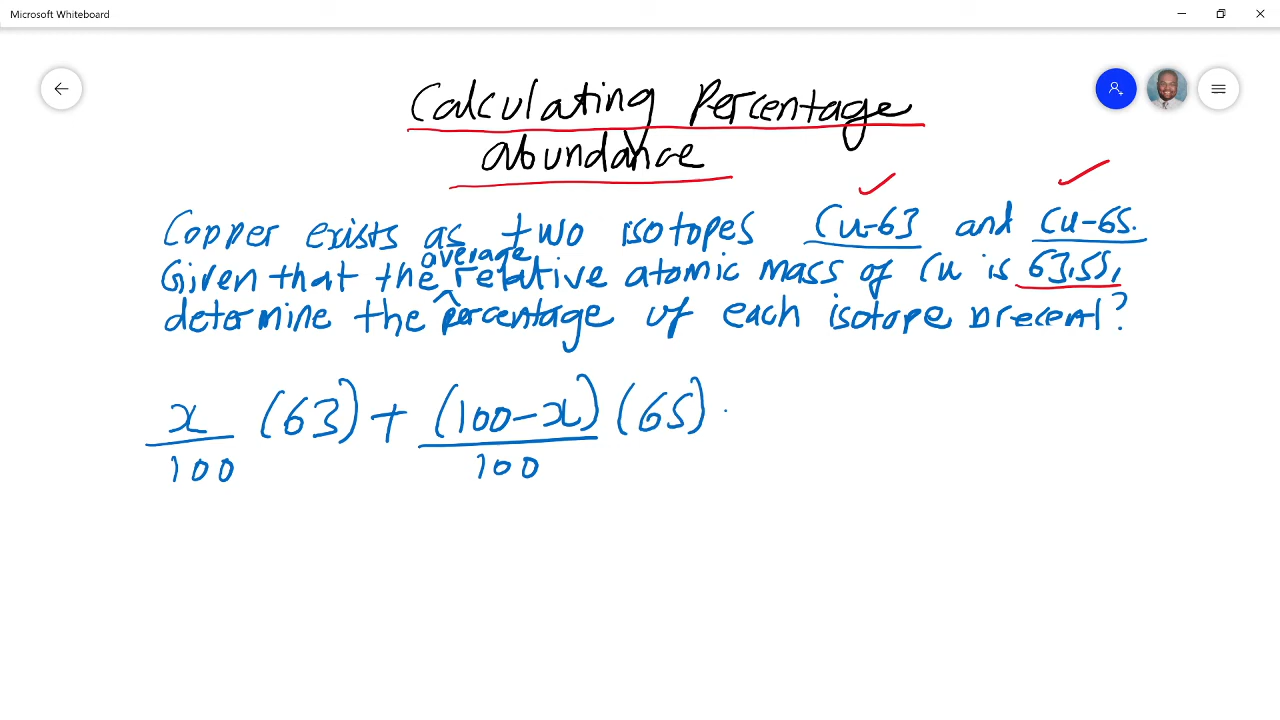 Microsoft Whiteboard
Calculating Percentage
abundance
Copper exists as two isotopes Cu-63 and Cu-65.
average
Given that the relative atomic mass of Cu is 63.55,
determine the percentage of each isotope present?
x/100 (63) + (100-x)/100 (65)